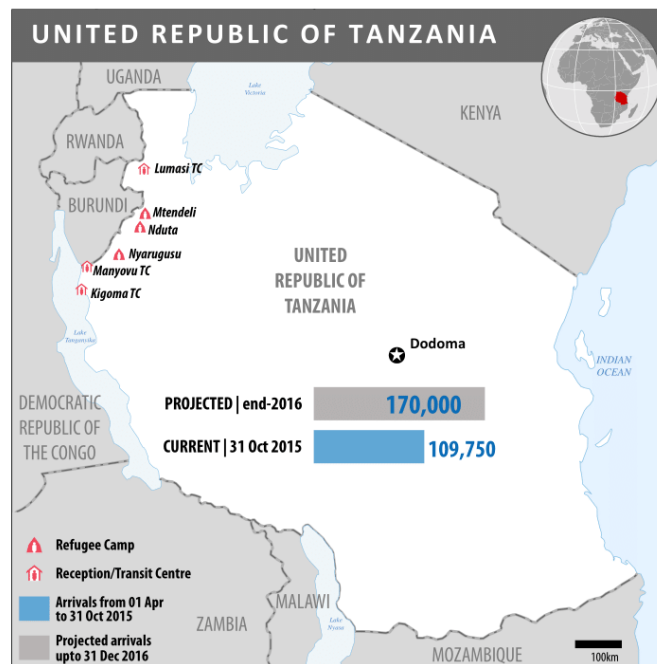 UNITED REPUBLIC OF TANZANIA
UGANDA
Lake
Victoria
KENYA
RWANDA
Lumasi TC
BURUNDI
Mtendeli
Nduta
Nyarugusu
Manyovu TC
Kigoma TC
UNITED
REPUBLIC OF
TANZANIA
Lake
Tanganyika
Dodoma
INDIAN
OCEAN
DEMOCRATIC
REPUBLIC OF
THE CONGO
PROJECTED | end-2016
170,000
CURRENT | 31 Oct 2015
109,750
Refugee Camp
Reception/Transit Centre
Arrivals from 01 Apr
to 31 Oct 2015
Projected arrivals
upto 31 Dec 2016
ZAMBIA
MALAWI
Lake
Nyasa
MOZAMBIQUE
100km